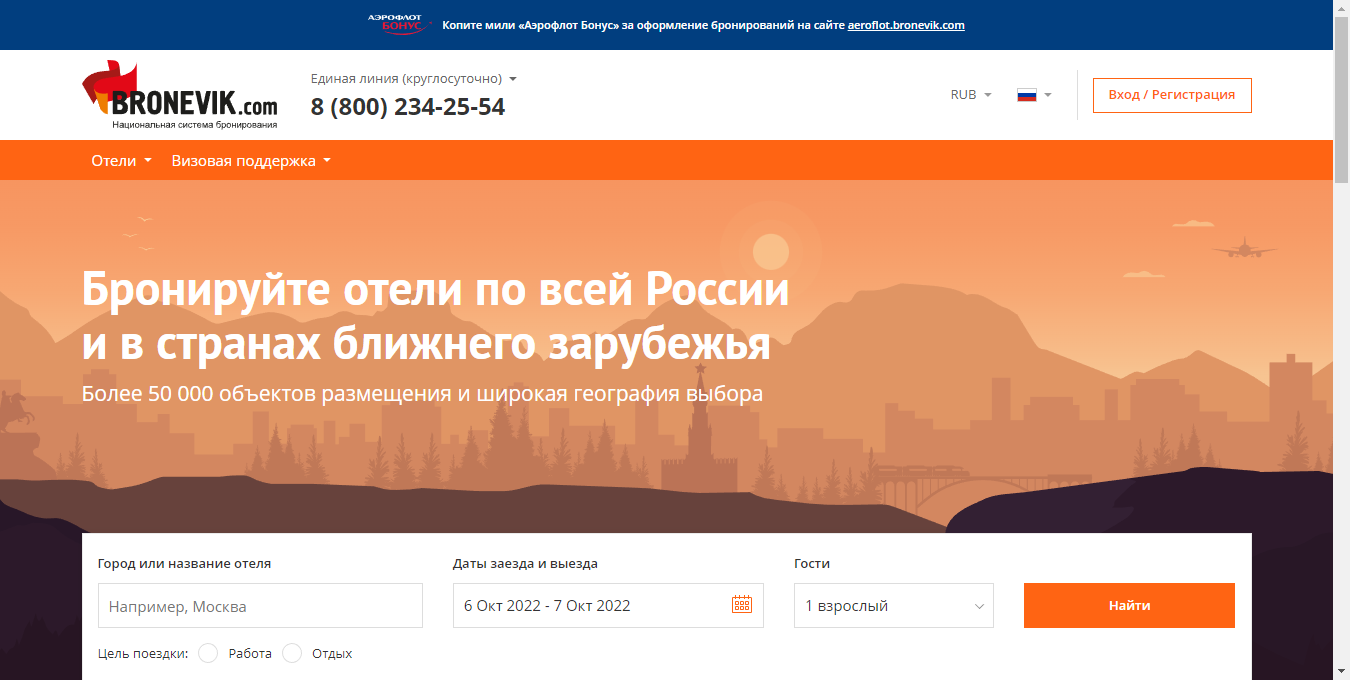 АЭРОФЛОТ
БОНУС
Копите мили «Аэрофлот Бонус» за оформление бронирований на сайте aeroflot.bronevik.com
BRONEVIK.com
Национальная система бронирования
Единая линия (круглосуточно)
8 (800) 234-25-54
RUB
Вход / Регистрация
Отели Визовая поддержка
Бронируйте отели по всей России
и в странах ближнего зарубежья
Более 50 000 объектов размещения и широкая география выбора
Город или название отеля
Например, Москва
Даты заезда и выезда
6 Окт 2022 - 7 Окт 2022
Гости
1 взрослый
Найти
Цель поездки: Работа Отдых